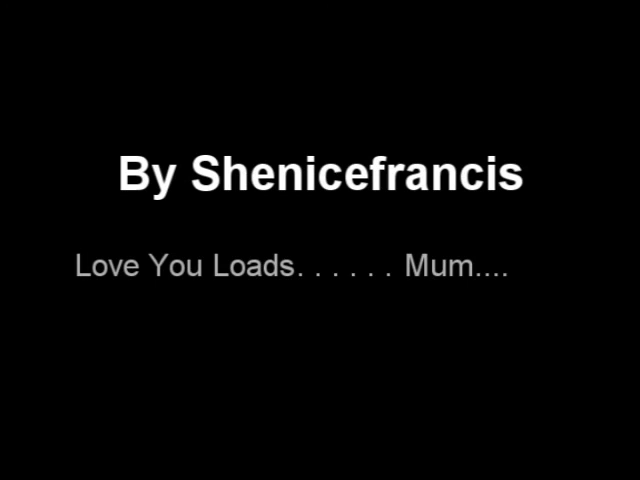 By Shenicefrancis
Love You Loads. . . . . . Mum....